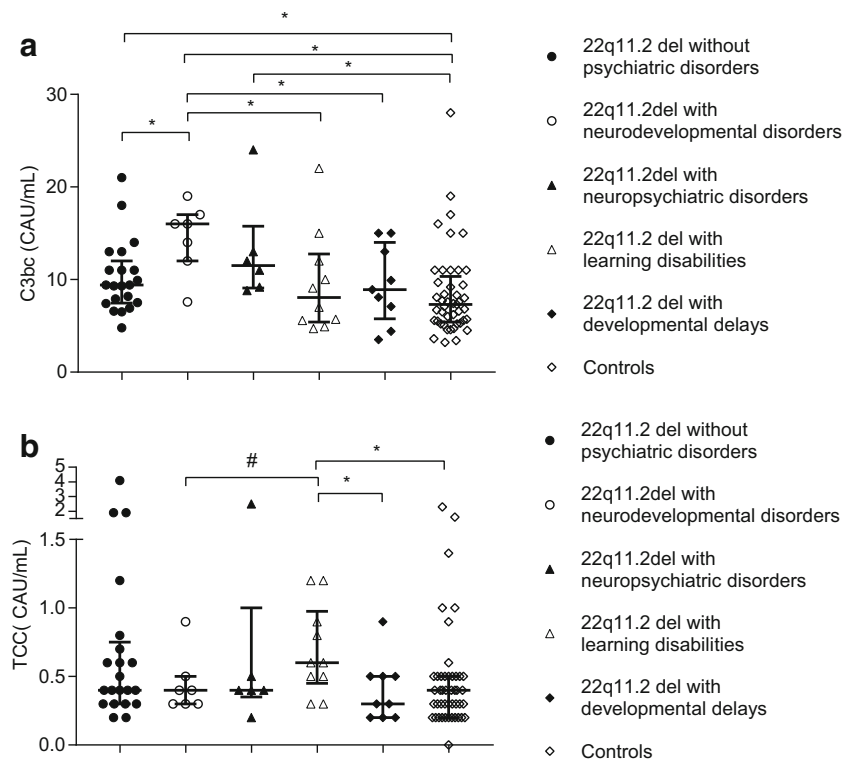 a
*
*
*
*
*
*
30
20
10
0
C3bc (CAU/mL)
22q11.2 del without
psychiatric disorders
22q11.2del with
neurodevelopmental disorders
22q11.2del with
neuropsychiatric disorders
22q11.2 del with
learning disabilities
22q11.2 del with
developmental delays
Controls
b
#
*
*
5
4
3
2
1.5
1.0
0.5
0.0
TCC( CAU/mL)
22q11.2 del without
psychiatric disorders
22q11.2del with
neurodevelopmental disorders
22q11.2del with
neuropsychiatric disorders
22q11.2 del with
learning disabilities
22q11.2 del with
developmental delays
Controls